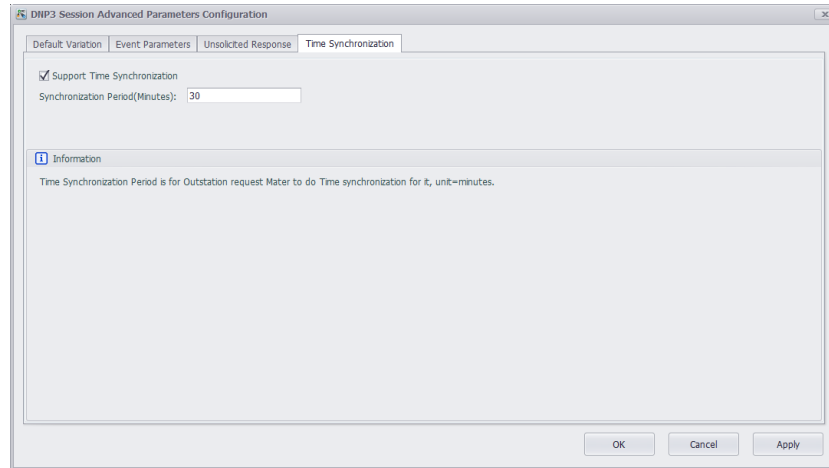 DNP3 Session Advanced Parameters Configuration
Default Variation Event Parameters Unsolicited Response Time Synchronization
Support Time Synchronization
Synchronization Period(Minutes): 30
Information
Time Synchronization Period is for Outstation request Mater to do Time synchronization for it, unit=minutes.
OK Cancel Apply